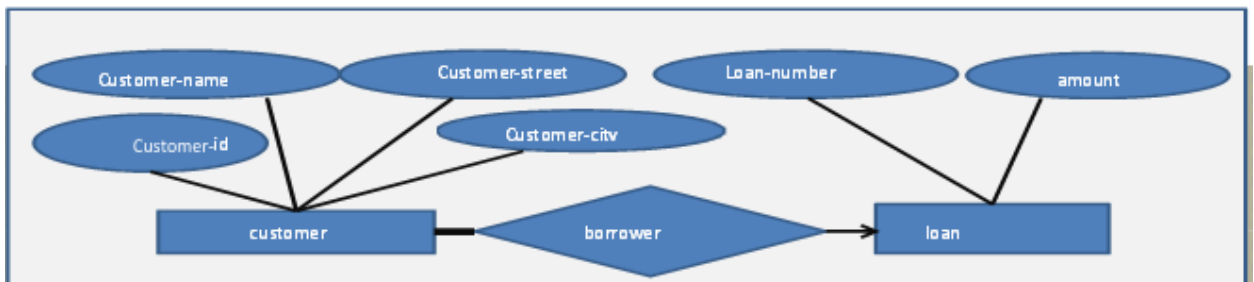 Customer-name
Customer-street
Loan-number
amount
Customer-id
Customer-city
customer
borrower
loan